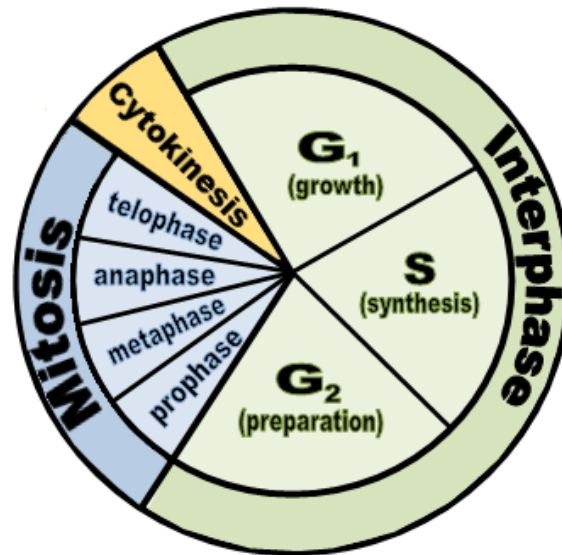 Cytokinesis
G₁
(growth)
Interphase
S
(synthesis)
G₂
(preparation)
Mitosis
telophase
anaphase
metaphase
prophase